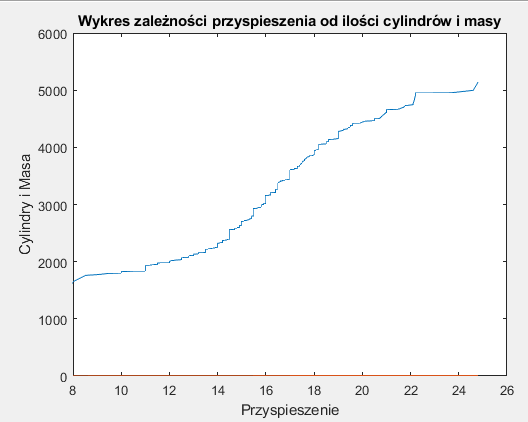 Wykres zależności przyspieszenia od ilości cylindrów i masy
6000
5000
4000
3000
2000
1000
0
Cylindry i Masa
8 10 12 14 16 18 20 22 24 26
Przyspieszenie